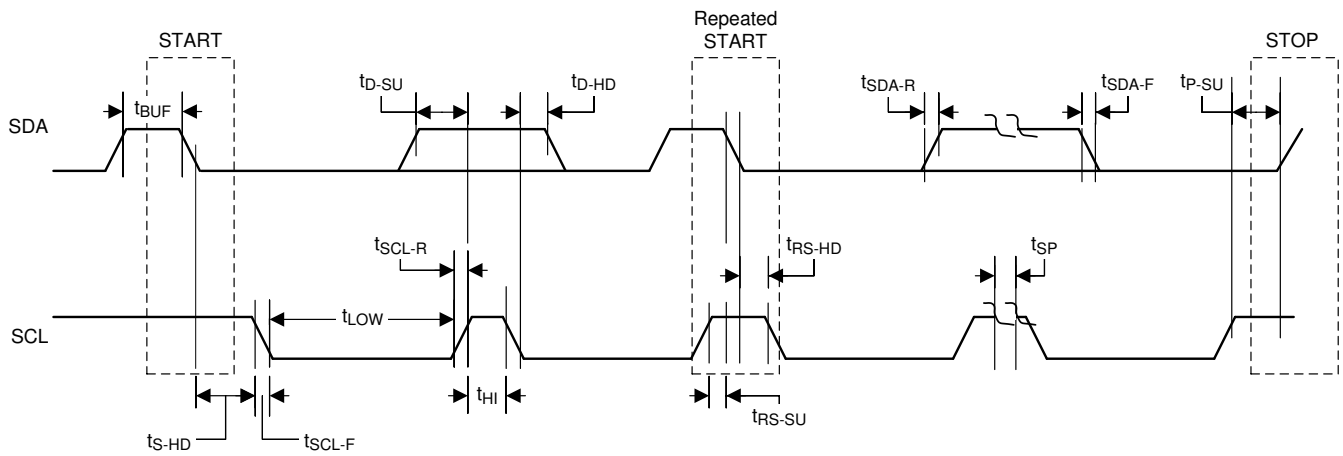 START
Repeated
START
STOP
tBUF
tD-SU
tD-HD
tSDA-R
tSDA-F
tP-SU
SDA
tSCL-R
tRS-HD
tSP
tLOW
SCL
tHI
tRS-SU
tS-HD
tSCL-F